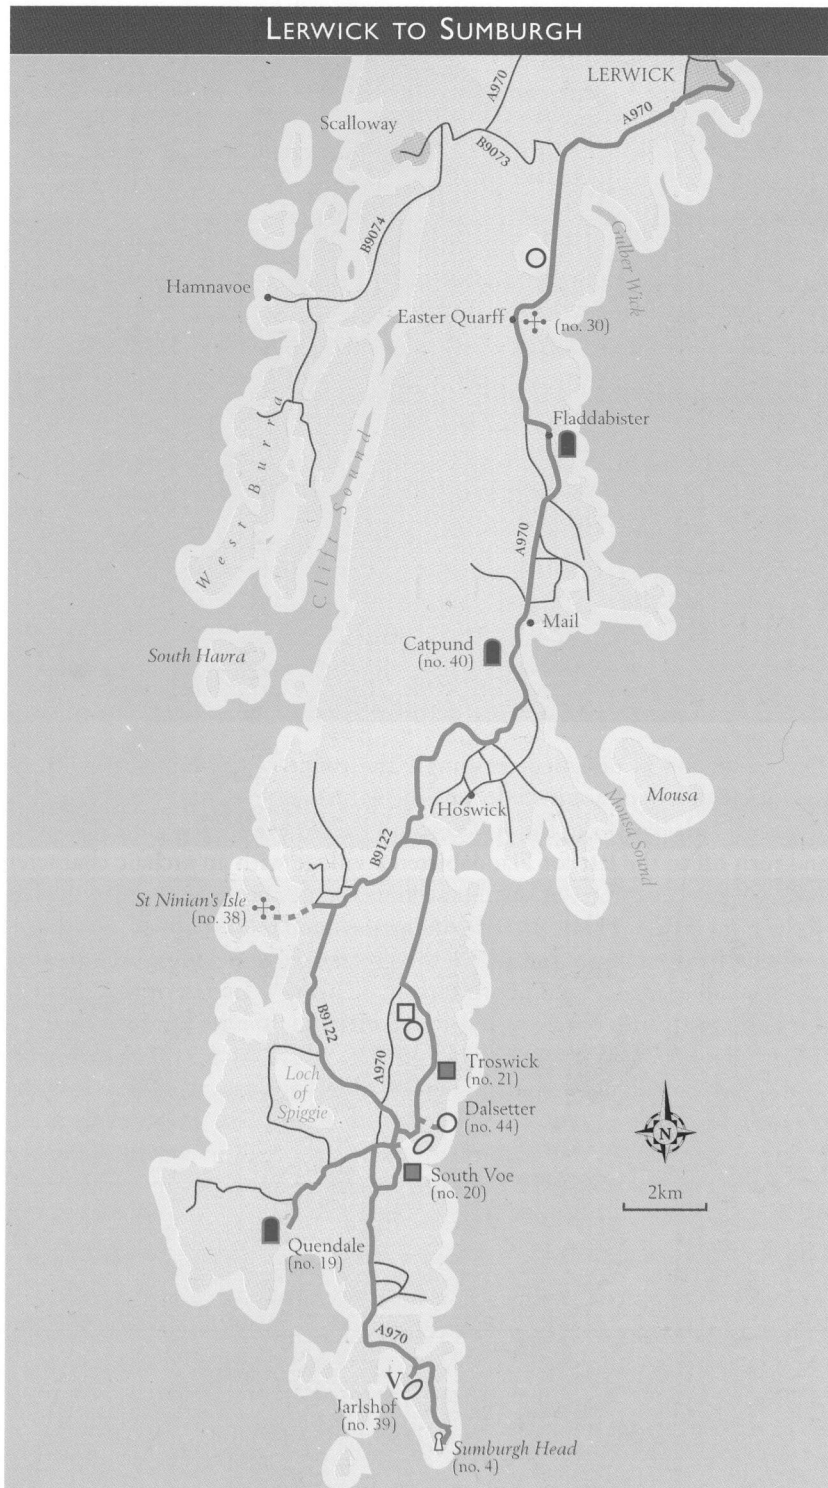 LERWICK TO SUMBURGH
LERWICK
A970
A970
Scalloway
B9073
B9074
Gulber Wick
Hamnavoe
Easter Quarff
(no. 30)
Fladdabister
West Burra
Clift Sound
A970
Mail
Catpund
(no. 40)
South Havra
Mousa
Mousa Sound
Hoswick
B9122
St Ninian's Isle
(no. 38)
B9122
A970
Loch
of
Spiggie
Troswick
(no. 21)
Dalsetter
(no. 44)
N
South Voe
(no. 20)
2km
Quendale
(no. 19)
A970
V
Jarlshof
(no. 39)
Sumburgh Head
(no. 4)